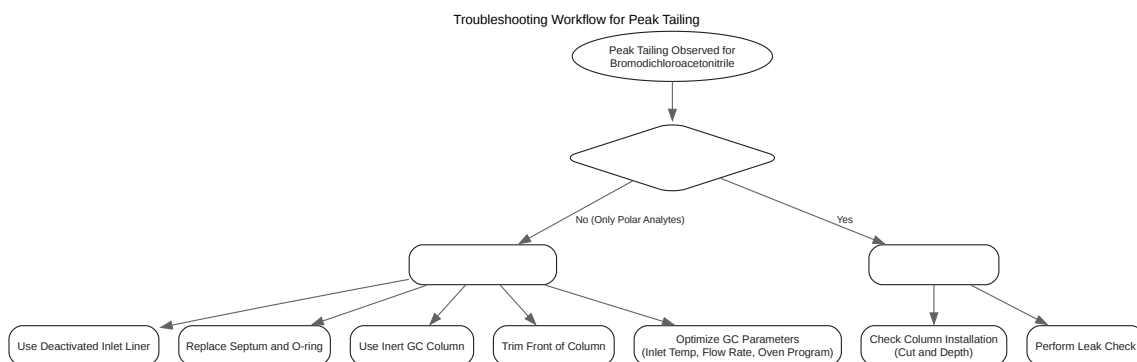 Troubleshooting Workflow for Peak Tailing
Peak Tailing Observed for
Bromodichloroacetonitrile
No (Only Polar Analytes)
Yes
Use Deactivated Inlet Liner
Replace Septum and O-ring
Use Inert GC Column
Trim Front of Column
Optimize GC Parameters
(Inlet Temp, Flow Rate, Oven Program)
Check Column Installation
(Cut and Depth)
Perform Leak Check